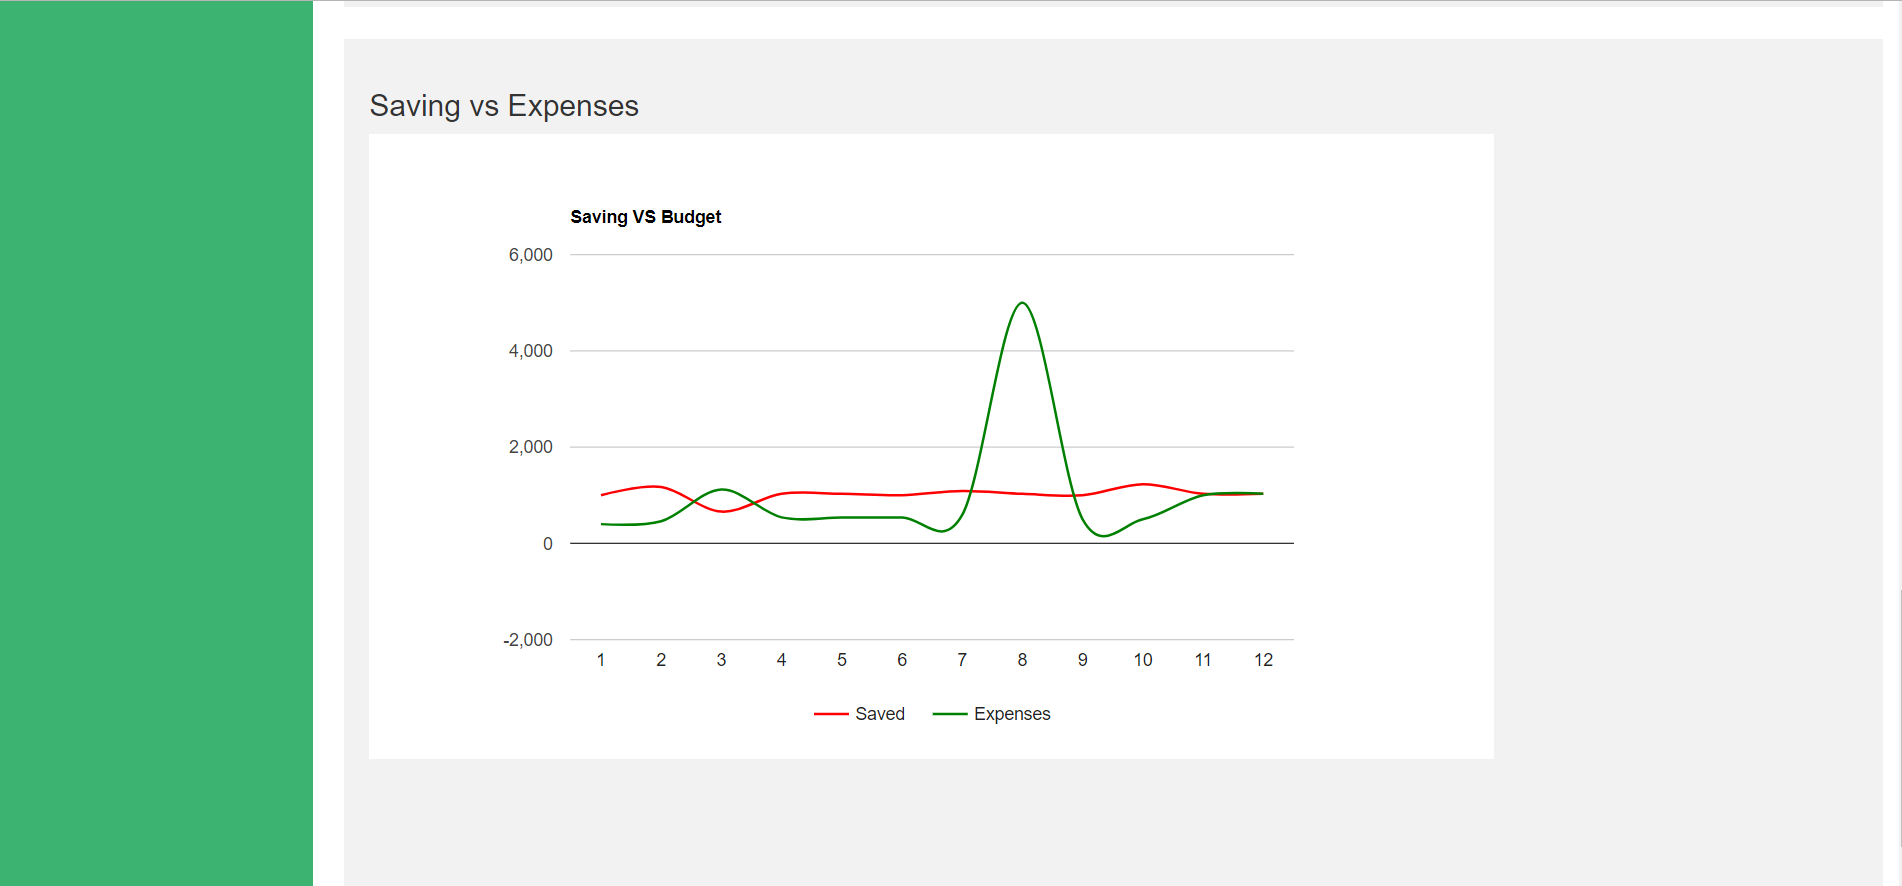 Saving vs Expenses
Saving VS Budget
6,000
4,000
2,000
0
-2,000
1 2 3 4 5 6 7 8 9 10 11 12
Saved Expenses